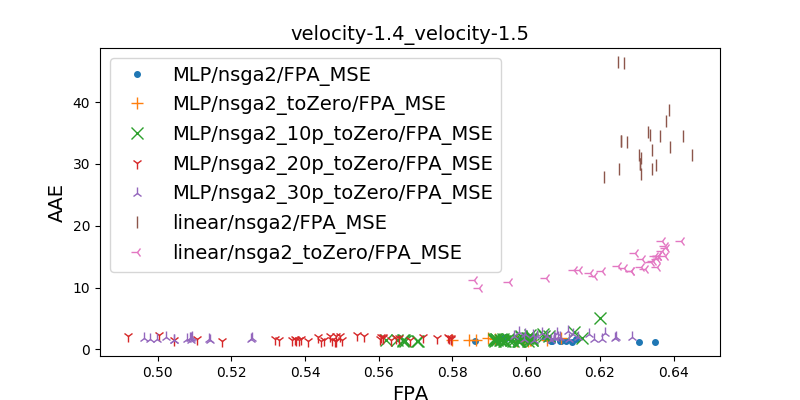 velocity-1.4_velocity-1.5
MLP/nsga2/FPA_MSE
MLP/nsga2_toZero/FPA_MSE
MLP/nsga2_10p_toZero/FPA_MSE
MLP/nsga2_20p_toZero/FPA_MSE
MLP/nsga2_30p_toZero/FPA_MSE
linear/nsga2/FPA_MSE
linear/nsga2_toZero/FPA_MSE
AAE
40
30
20
10
0
0.50 0.52 0.54 0.56 0.58 0.60 0.62 0.64
FPA